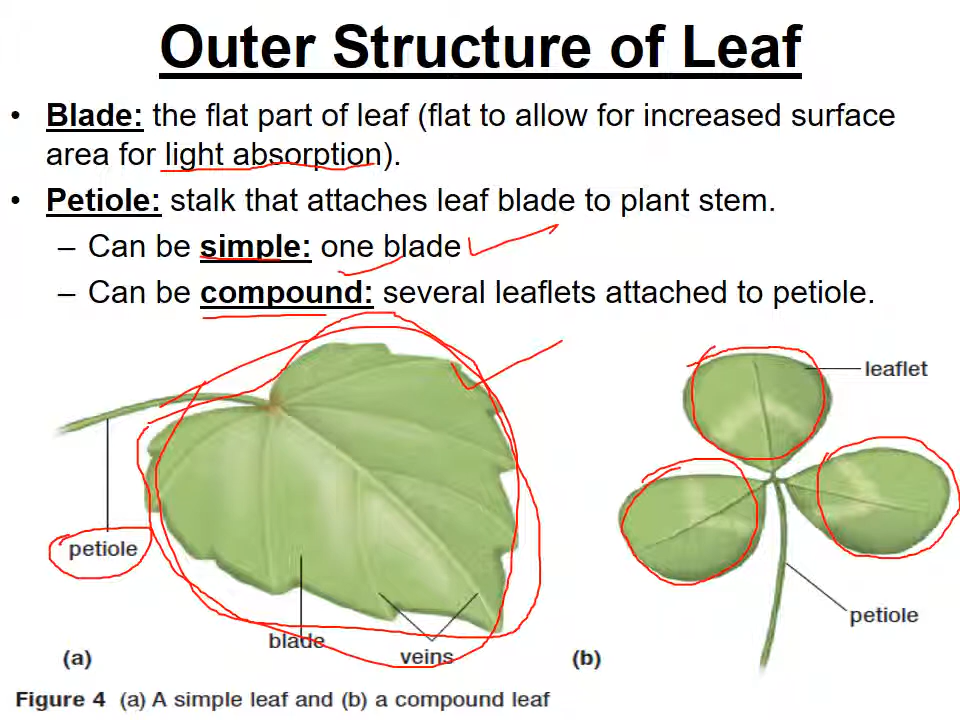 Outer Structure of Leaf
• Blade: the flat part of leaf (flat to allow for increased surface
area for light absorption).
• Petiole: stalk that attaches leaf blade to plant stem.
– Can be simple: one blade
– Can be compound: several leaflets attached to petiole.
leaflet
petiole
petiole
blade
veins
(a)
(b)
Figure 4 (a) A simple leaf and (b) a compound leaf